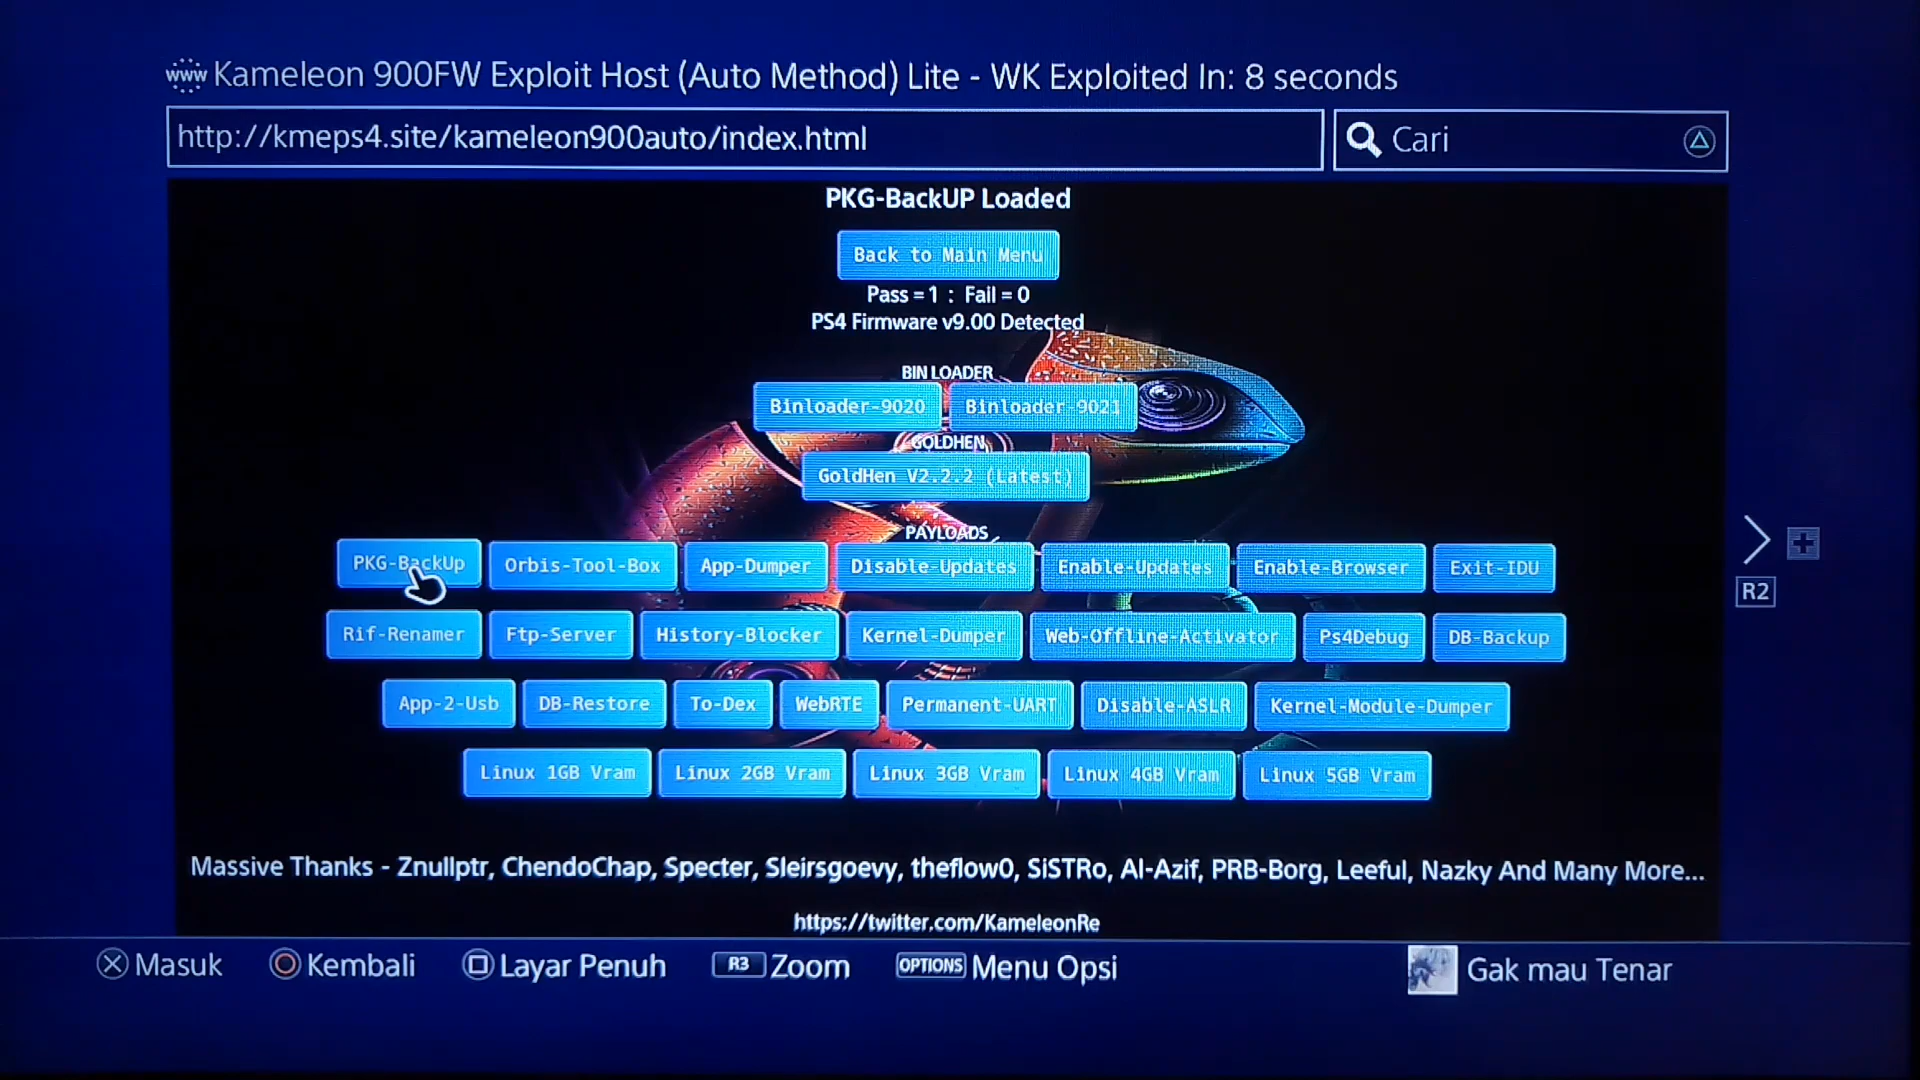 www Kameleon 900FW Exploit Host (Auto Method) Lite - WK Exploited In: 8 seconds
http://kmeps4.site/kameleon900auto/index.html
Cari
PKG-BackUP Loaded
Back to Main Menu
Pass = 1 : Fail = 0
PS4 Firmware v9.00 Detected
BIN LOADER
Binloader-9020 Binloader-9021
GOLDHEN
GoldHen V2.2.2 (Latest)
PAYLOADS
PKG-BackUp Orbis-Tool-Box App-Dumper Disable-Updates Enable-Updates Enable-Browser Exit-IDU
R2
Rif-Renamer Ftp-Server History-Blocker Kernel-Dumper Web-Offline-Activator Ps4Debug DB-Backup
App-2-Usb DB-Restore To-Dex WebRTE Permanent-UART Disable-ASLR Kernel-Module-Dumper
Linux 1GB Vram Linux 2GB Vram Linux 3GB Vram Linux 4GB Vram Linux 5GB Vram
Massive Thanks - Znullptr, ChendoChap, Specter, Sleirsgoevy, theflow0, SiSTRo, Al-Azif, PRB-Borg, Leeful, Nazky And Many More...
https://twitter.com/KameleonRe
Masuk Kembali Layar Penuh R3 Zoom OPTIONS Menu Opsi Gak mau Tenar